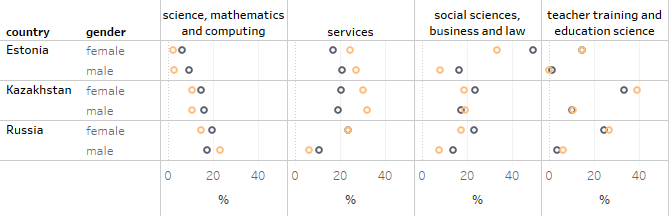 country gender science, mathematics and computing services social sciences, business and law teacher training and education science
Estonia female
male
Kazakhstan female
male
Russia female
male
0 20 40 0 20 40 0 20 40 0 20 40
% % % %